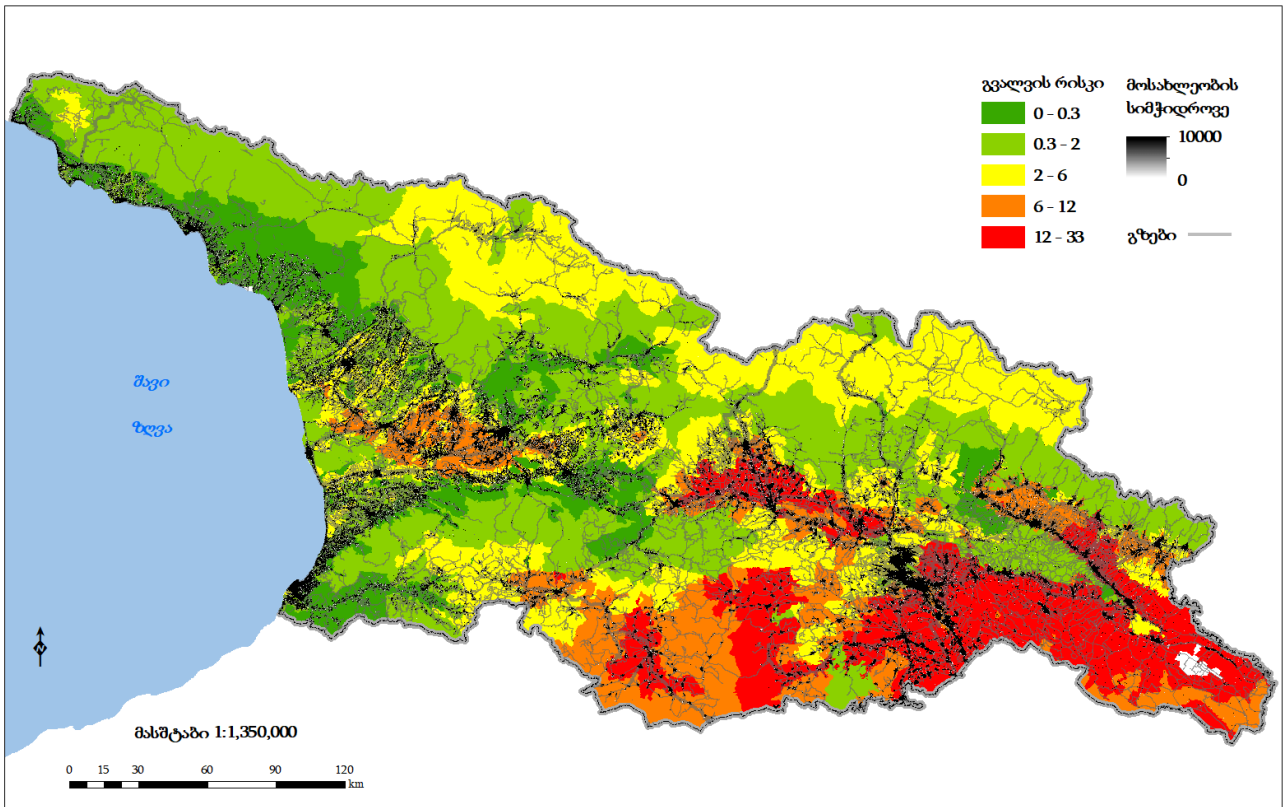 გვალვის რისკი
0 - 0.3
0.3 - 2
2 - 6
6 - 12
12 - 33
მოსახლეობის
სიმჭიდროვე
10000
0
გზები
შავი
ზღვა
N
მასშტაბი 1:1,350,000
0 15 30 60 90 120
km